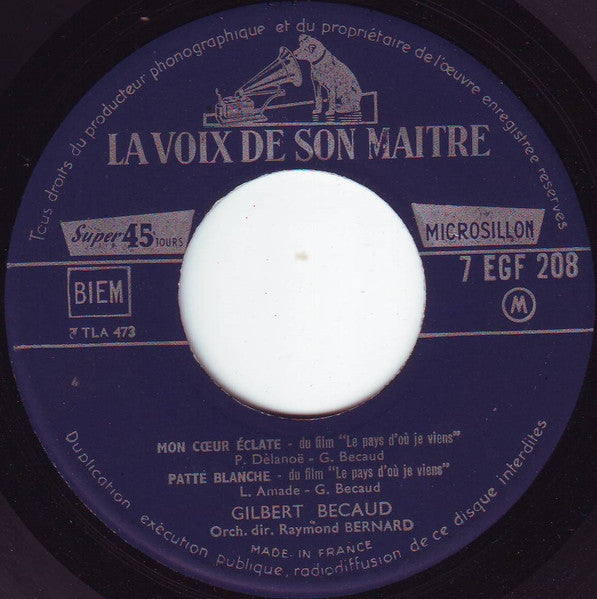 Tous droits du producteur phonographique et du propriétaire de l'œuvre enregistrée réservés
LA VOIX DE SON MAITRE
Super 45 TOURS
MICROSILLON
BIEM
7 EGF 208
M
7 TLA 473
MON CŒUR ÉCLATE - du film "Le pays d'où je viens"
P. Délanoë - G. Becaud
PATTE BLANCHE - du film "Le pays d'où je viens"
L. Amade - G. Becaud
GILBERT BECAUD
Orch. dir. Raymond BERNARD
MADE IN FRANCE
Duplication exécution publique, radiodiffusion de ce disque interdites